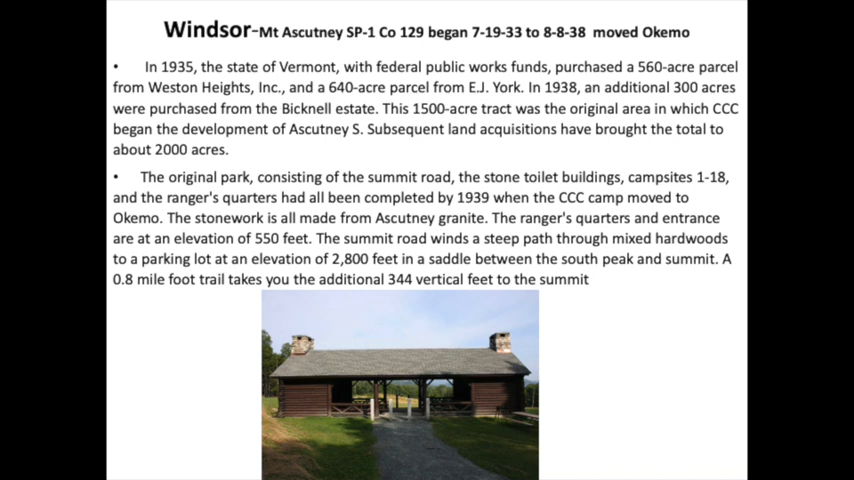 Windsor-Mt Ascutney SP-1 Co 129 began 7-19-33 to 8-8-38 moved Okemo
• In 1935, the state of Vermont, with federal public works funds, purchased a 560-acre parcel
from Weston Heights, Inc., and a 640-acre parcel from E.J. York. In 1938, an additional 300 acres
were purchased from the Bicknell estate. This 1500-acre tract was the original area in which CCC
began the development of Ascutney S. Subsequent land acquisitions have brought the total to
about 2000 acres.
• The original park, consisting of the summit road, the stone toilet buildings, campsites 1-18,
and the ranger's quarters had all been completed by 1939 when the CCC camp moved to
Okemo. The stonework is all made from Ascutney granite. The ranger's quarters and entrance
are at an elevation of 550 feet. The summit road winds a steep path through mixed hardwoods
to a parking lot at an elevation of 2,800 feet in a saddle between the south peak and summit. A
0.8 mile foot trail takes you the additional 344 vertical feet to the summit